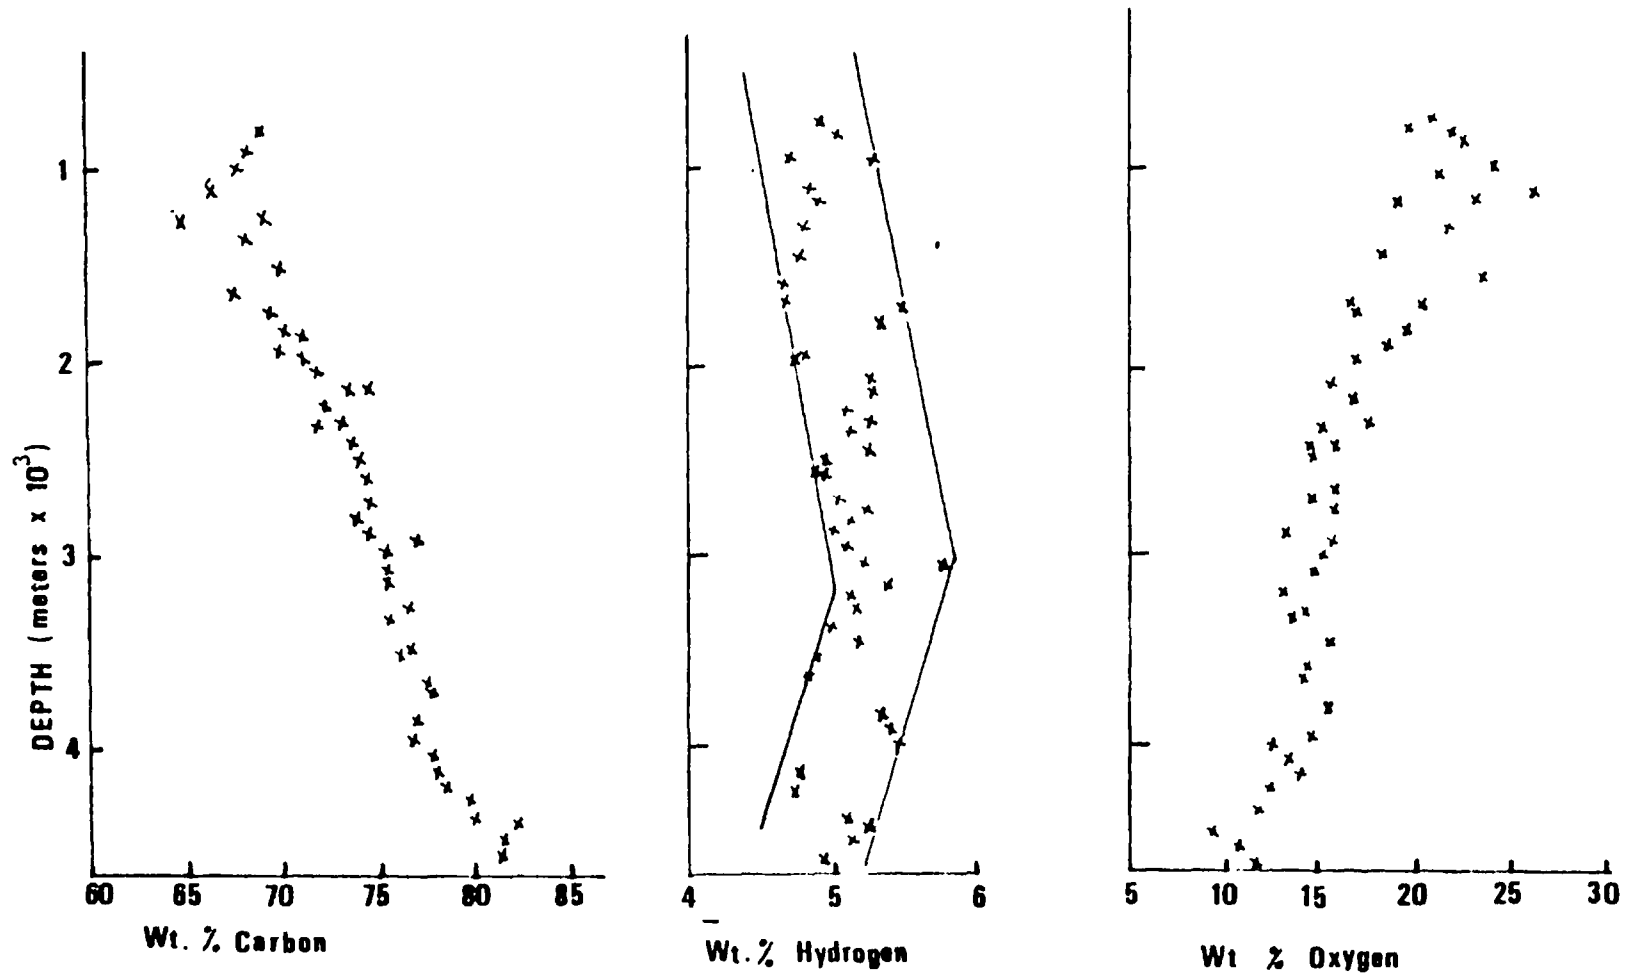 DEPTH (meters x 10³)
1
2
3
4
60 65 70 75 80 85
Wt. % Carbon
4 5 6
Wt. % Hydrogen
5 10 15 20 25 30
Wt % Oxygen